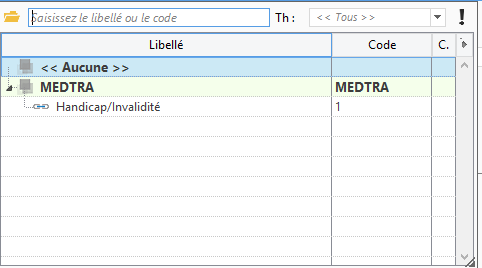 Saisissez le libellé ou le code Th : << Tous >> !
Libellé Code C.
<< Aucune >>
MEDTRA MEDTRA
Handicap/Invalidité 1